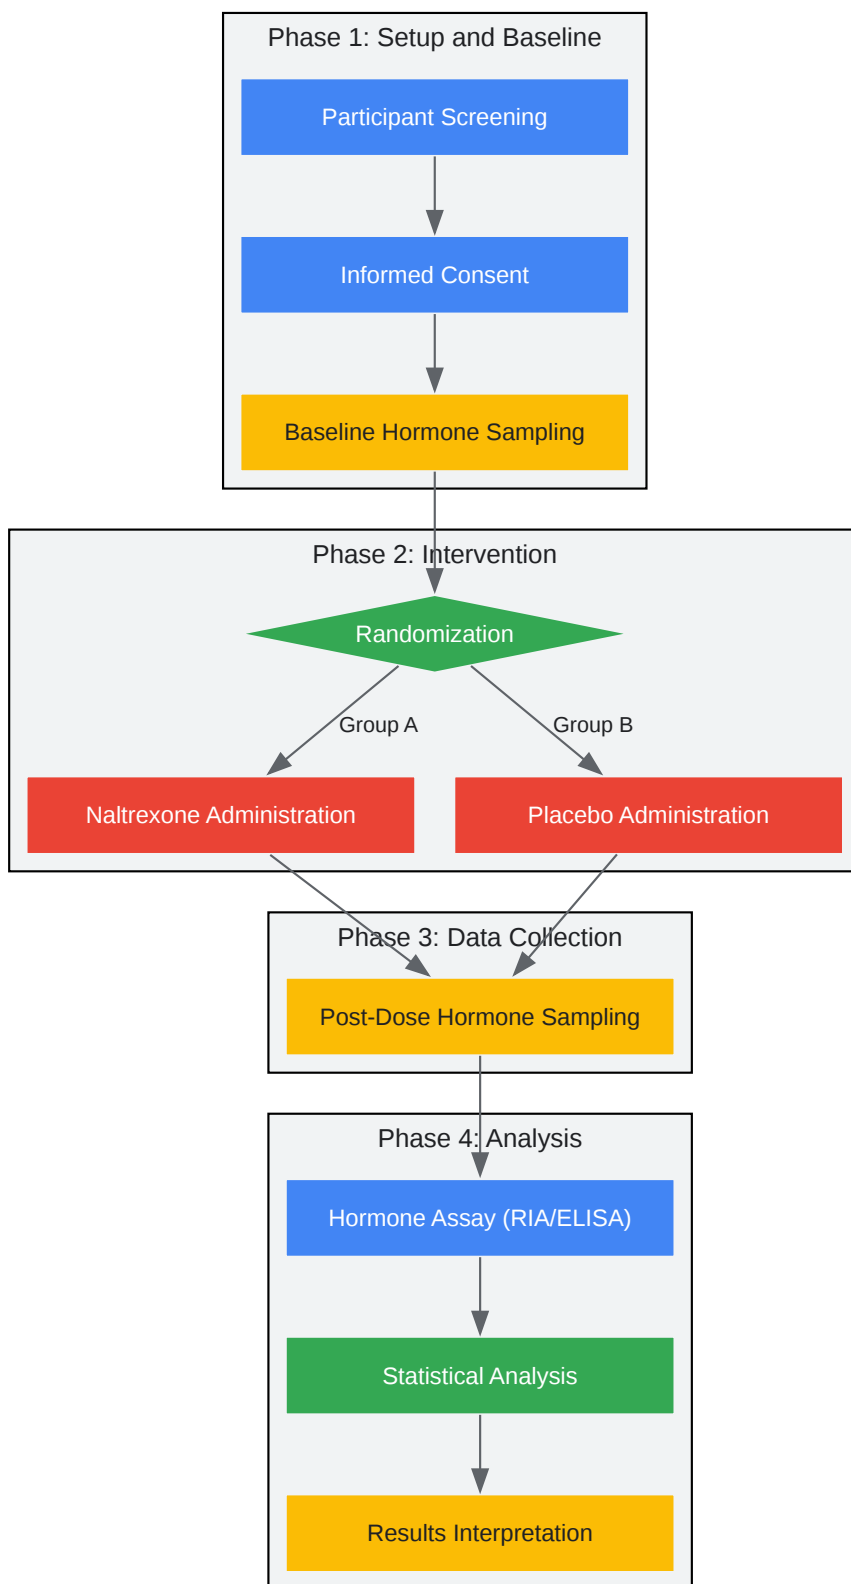 Phase 1: Setup and Baseline
Participant Screening
Informed Consent
Baseline Hormone Sampling
Phase 2: Intervention
Randomization
Group A
Group B
Naltrexone Administration
Placebo Administration
Phase 3: Data Collection
Post-Dose Hormone Sampling
Phase 4: Analysis
Hormone Assay (RIA/ELISA)
Statistical Analysis
Results Interpretation